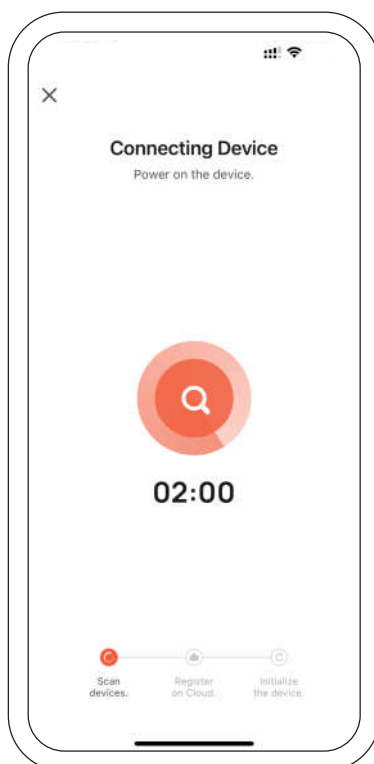 Connecting Device
Power on the device.
02:00
Scan
devices.
Register
on Cloud.
Initialize
the device.